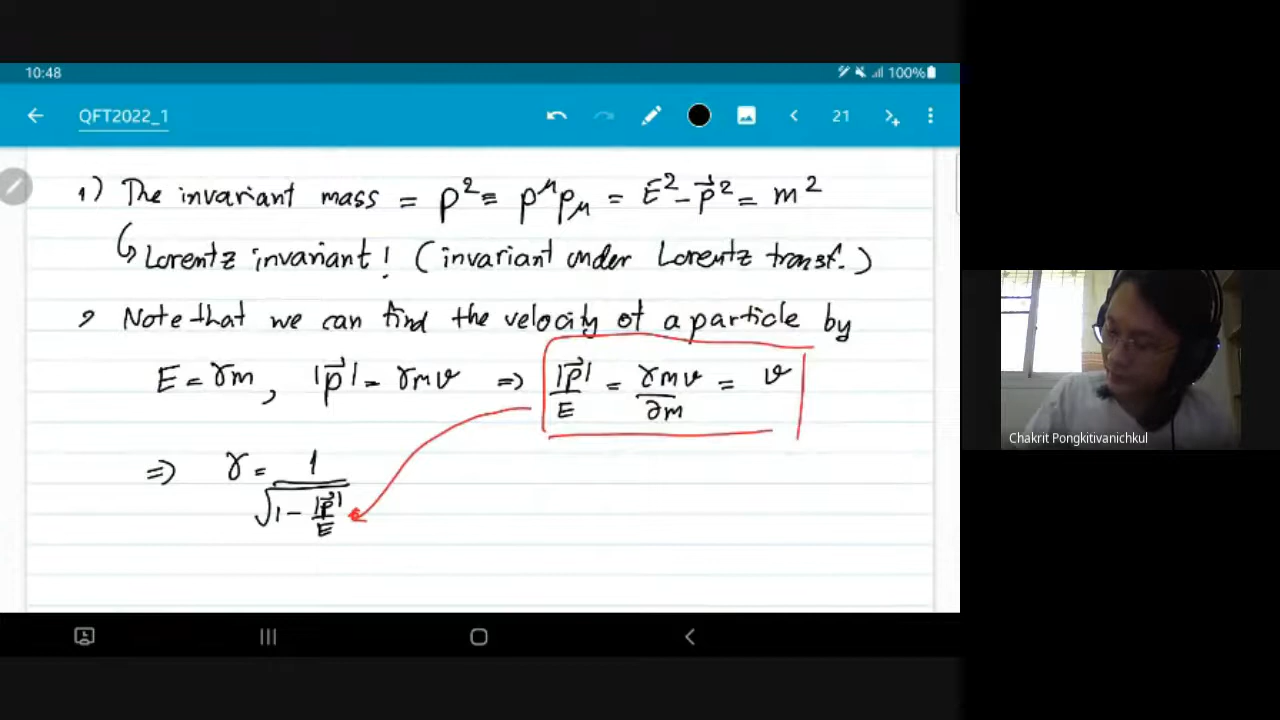 10:48 100%
QFT2022_1 21
1) The invariant mass = p² ≡ p^μ p_μ = E² - p⃗² = m²
↳ Lorentz invariant! (invariant under Lorentz transf.)
Note that we can find the velocity of a particle by
E = γm, |p⃗| = γmv ⇒ |p⃗|/E = γmv/γm = v
⇒ γ = 1/√(1 - |p⃗|/E)
Chakrit Pongkitivanichkul